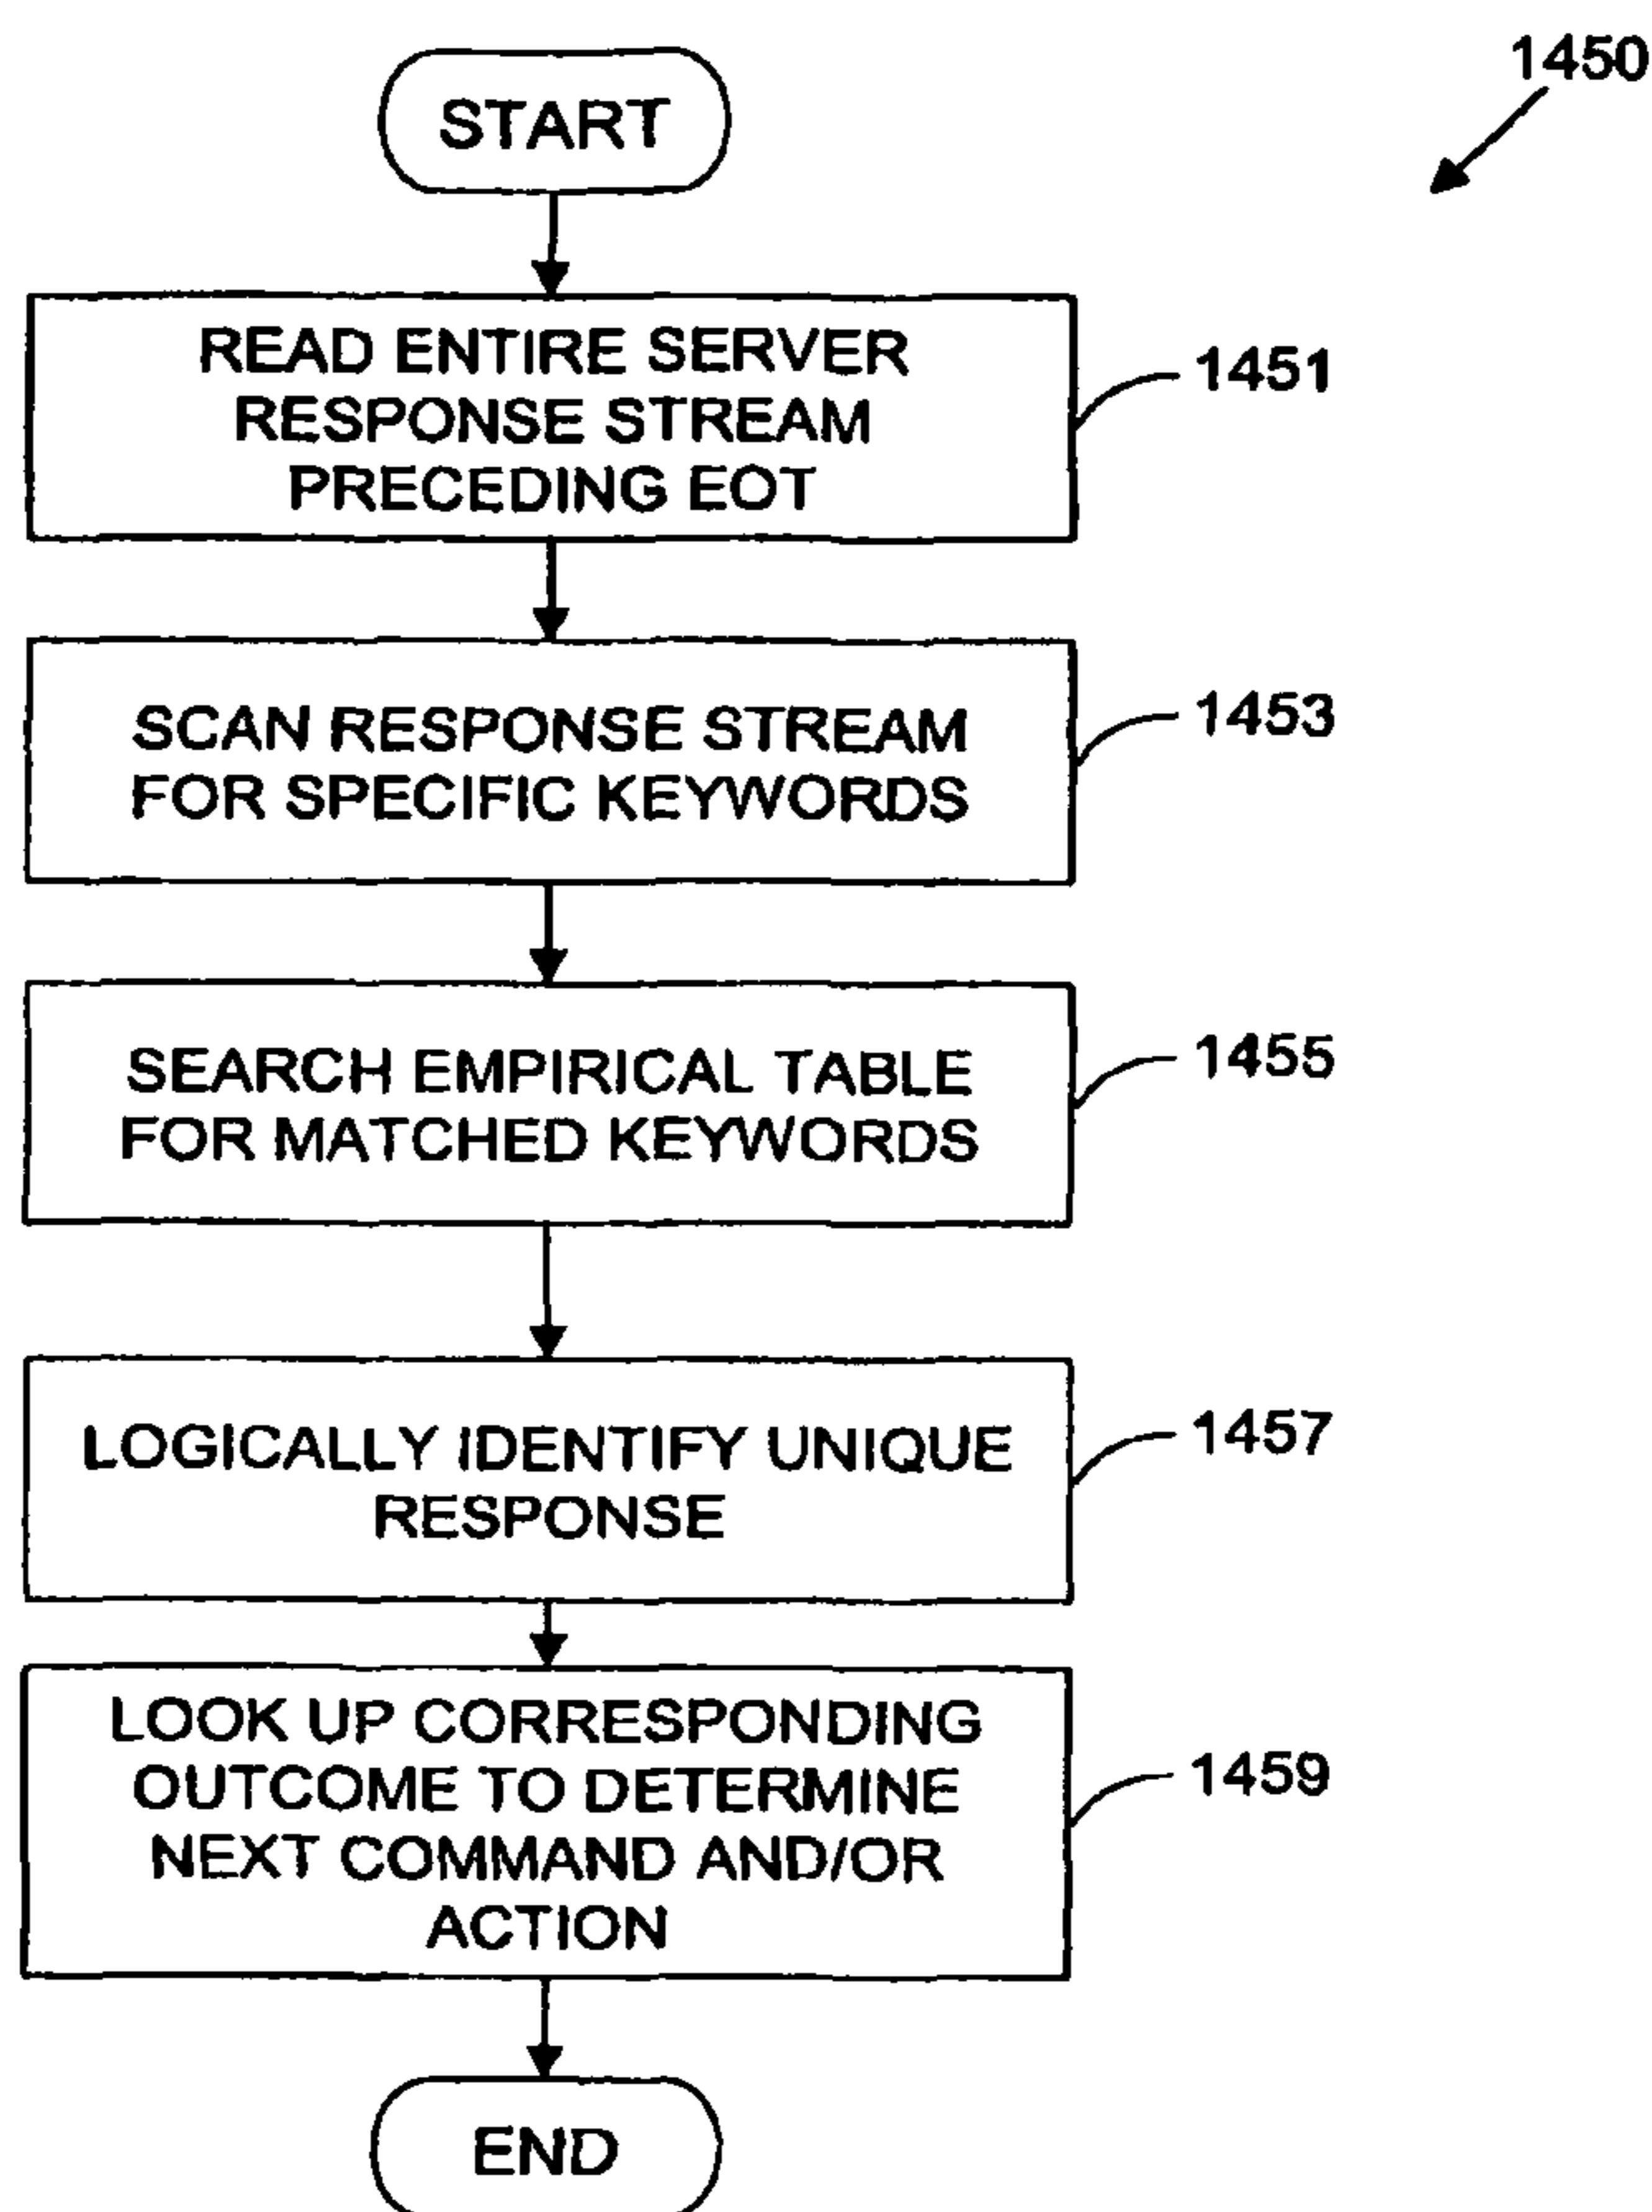 1450
START
READ ENTIRE SERVER
RESPONSE STREAM
PRECEDING EOT
1451
SCAN RESPONSE STREAM
FOR SPECIFIC KEYWORDS
1453
SEARCH EMPIRICAL TABLE
FOR MATCHED KEYWORDS
1455
LOGICALLY IDENTIFY UNIQUE
RESPONSE
1457
LOOK UP CORRESPONDING
OUTCOME TO DETERMINE
NEXT COMMAND AND/OR
ACTION
1459
END